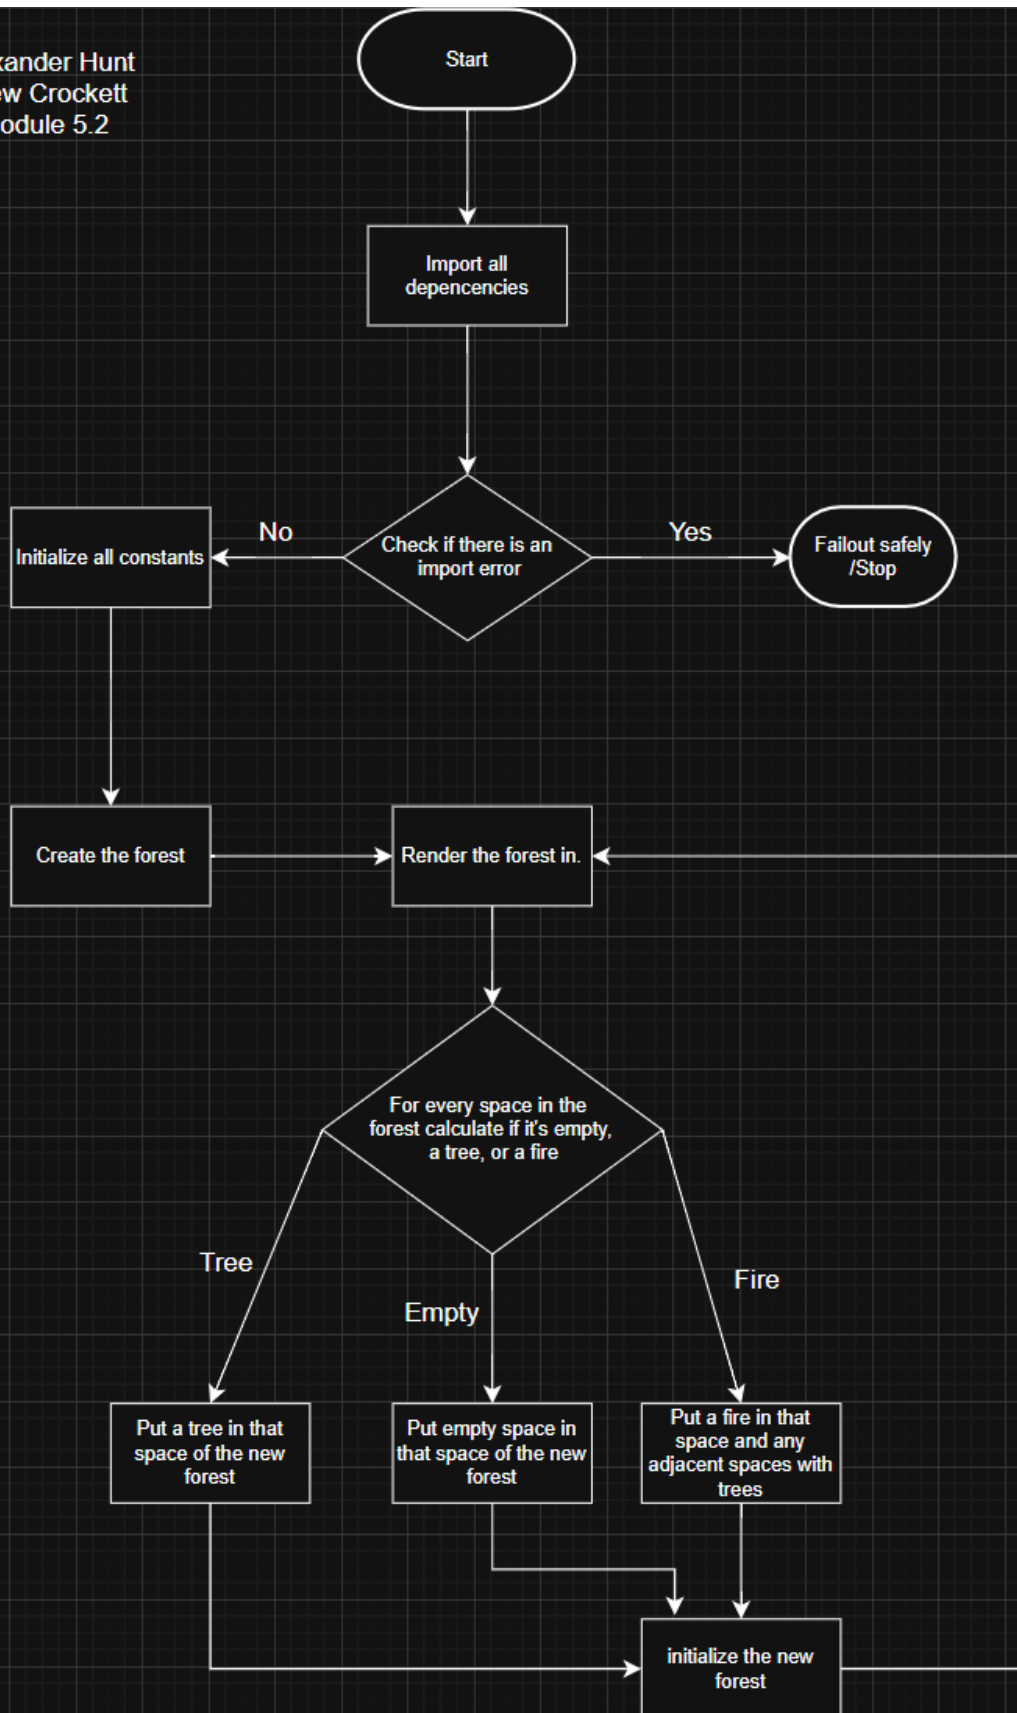 xander Hunt
ew Crockett
odule 5.2
Start
Import all
depencencies
Check if there is an
import error
No
Yes
Initialize all constants
Failout safely
/Stop
Create the forest
Render the forest in.
For every space in the
forest calculate if it's empty,
a tree, or a fire
Tree
Empty
Fire
Put a tree in that
space of the new
forest
Put empty space in
that space of the new
forest
Put a fire in that
space and any
adjacent spaces with
trees
initialize the new
forest